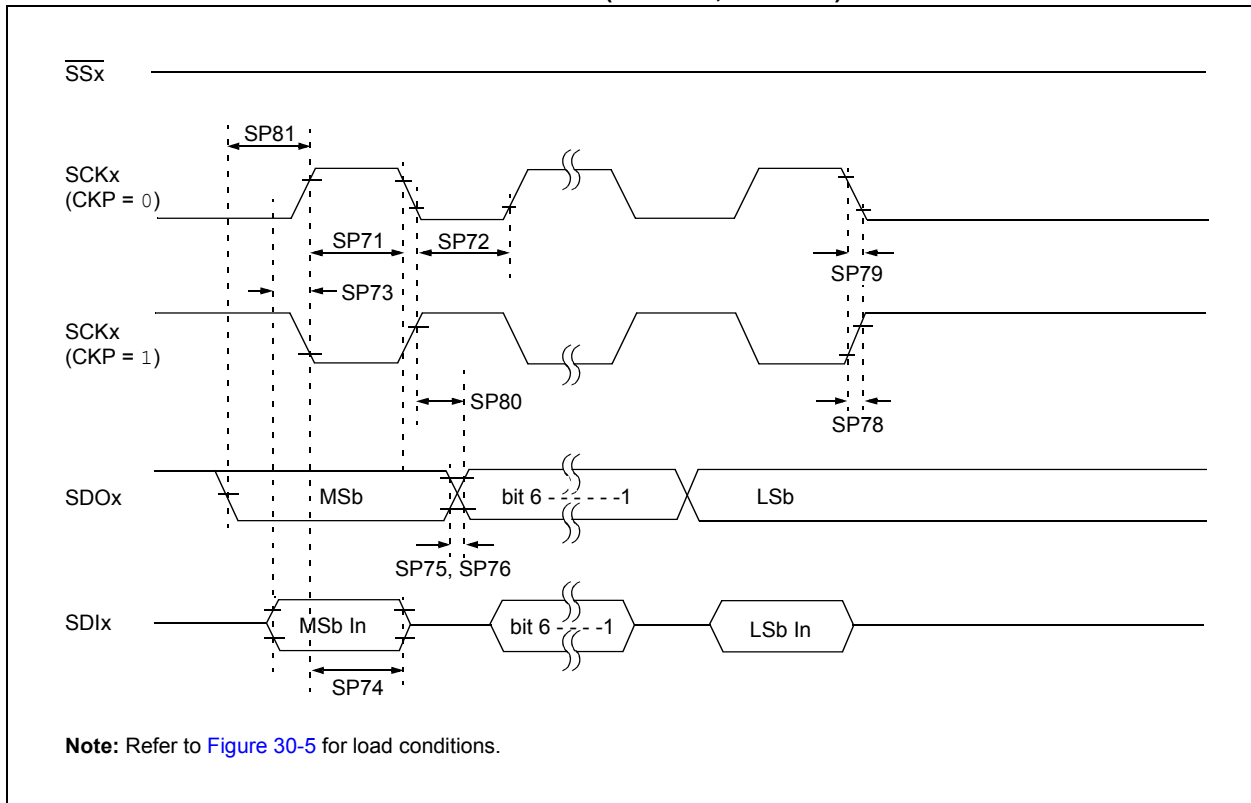 SSx
SP81
SCKx
(CKP = 0)
SP71
SP72
SP79
SP73
SCKx
(CKP = 1)
SP80
SP78
SDOx
MSb
bit 6 - - - - - -1
LSb
SP75, SP76
SDIx
MSb In
bit 6 - - - -1
LSb In
SP74
Note: Refer to Figure 30-5 for load conditions.